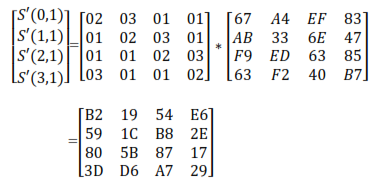 [S′(0,1)] [02 03 01 01] [67 A4 EF 83]
[S′(1,1)] = [01 02 03 01] * [AB 33 6E 47]
[S′(2,1)] [01 01 02 03] [F9 ED 63 85]
[S′(3,1)] [03 01 01 02] [63 F2 40 B7]
= [B2 19 54 E6]
[59 1C B8 2E]
[80 5B 87 17]
[3D D6 A7 29]